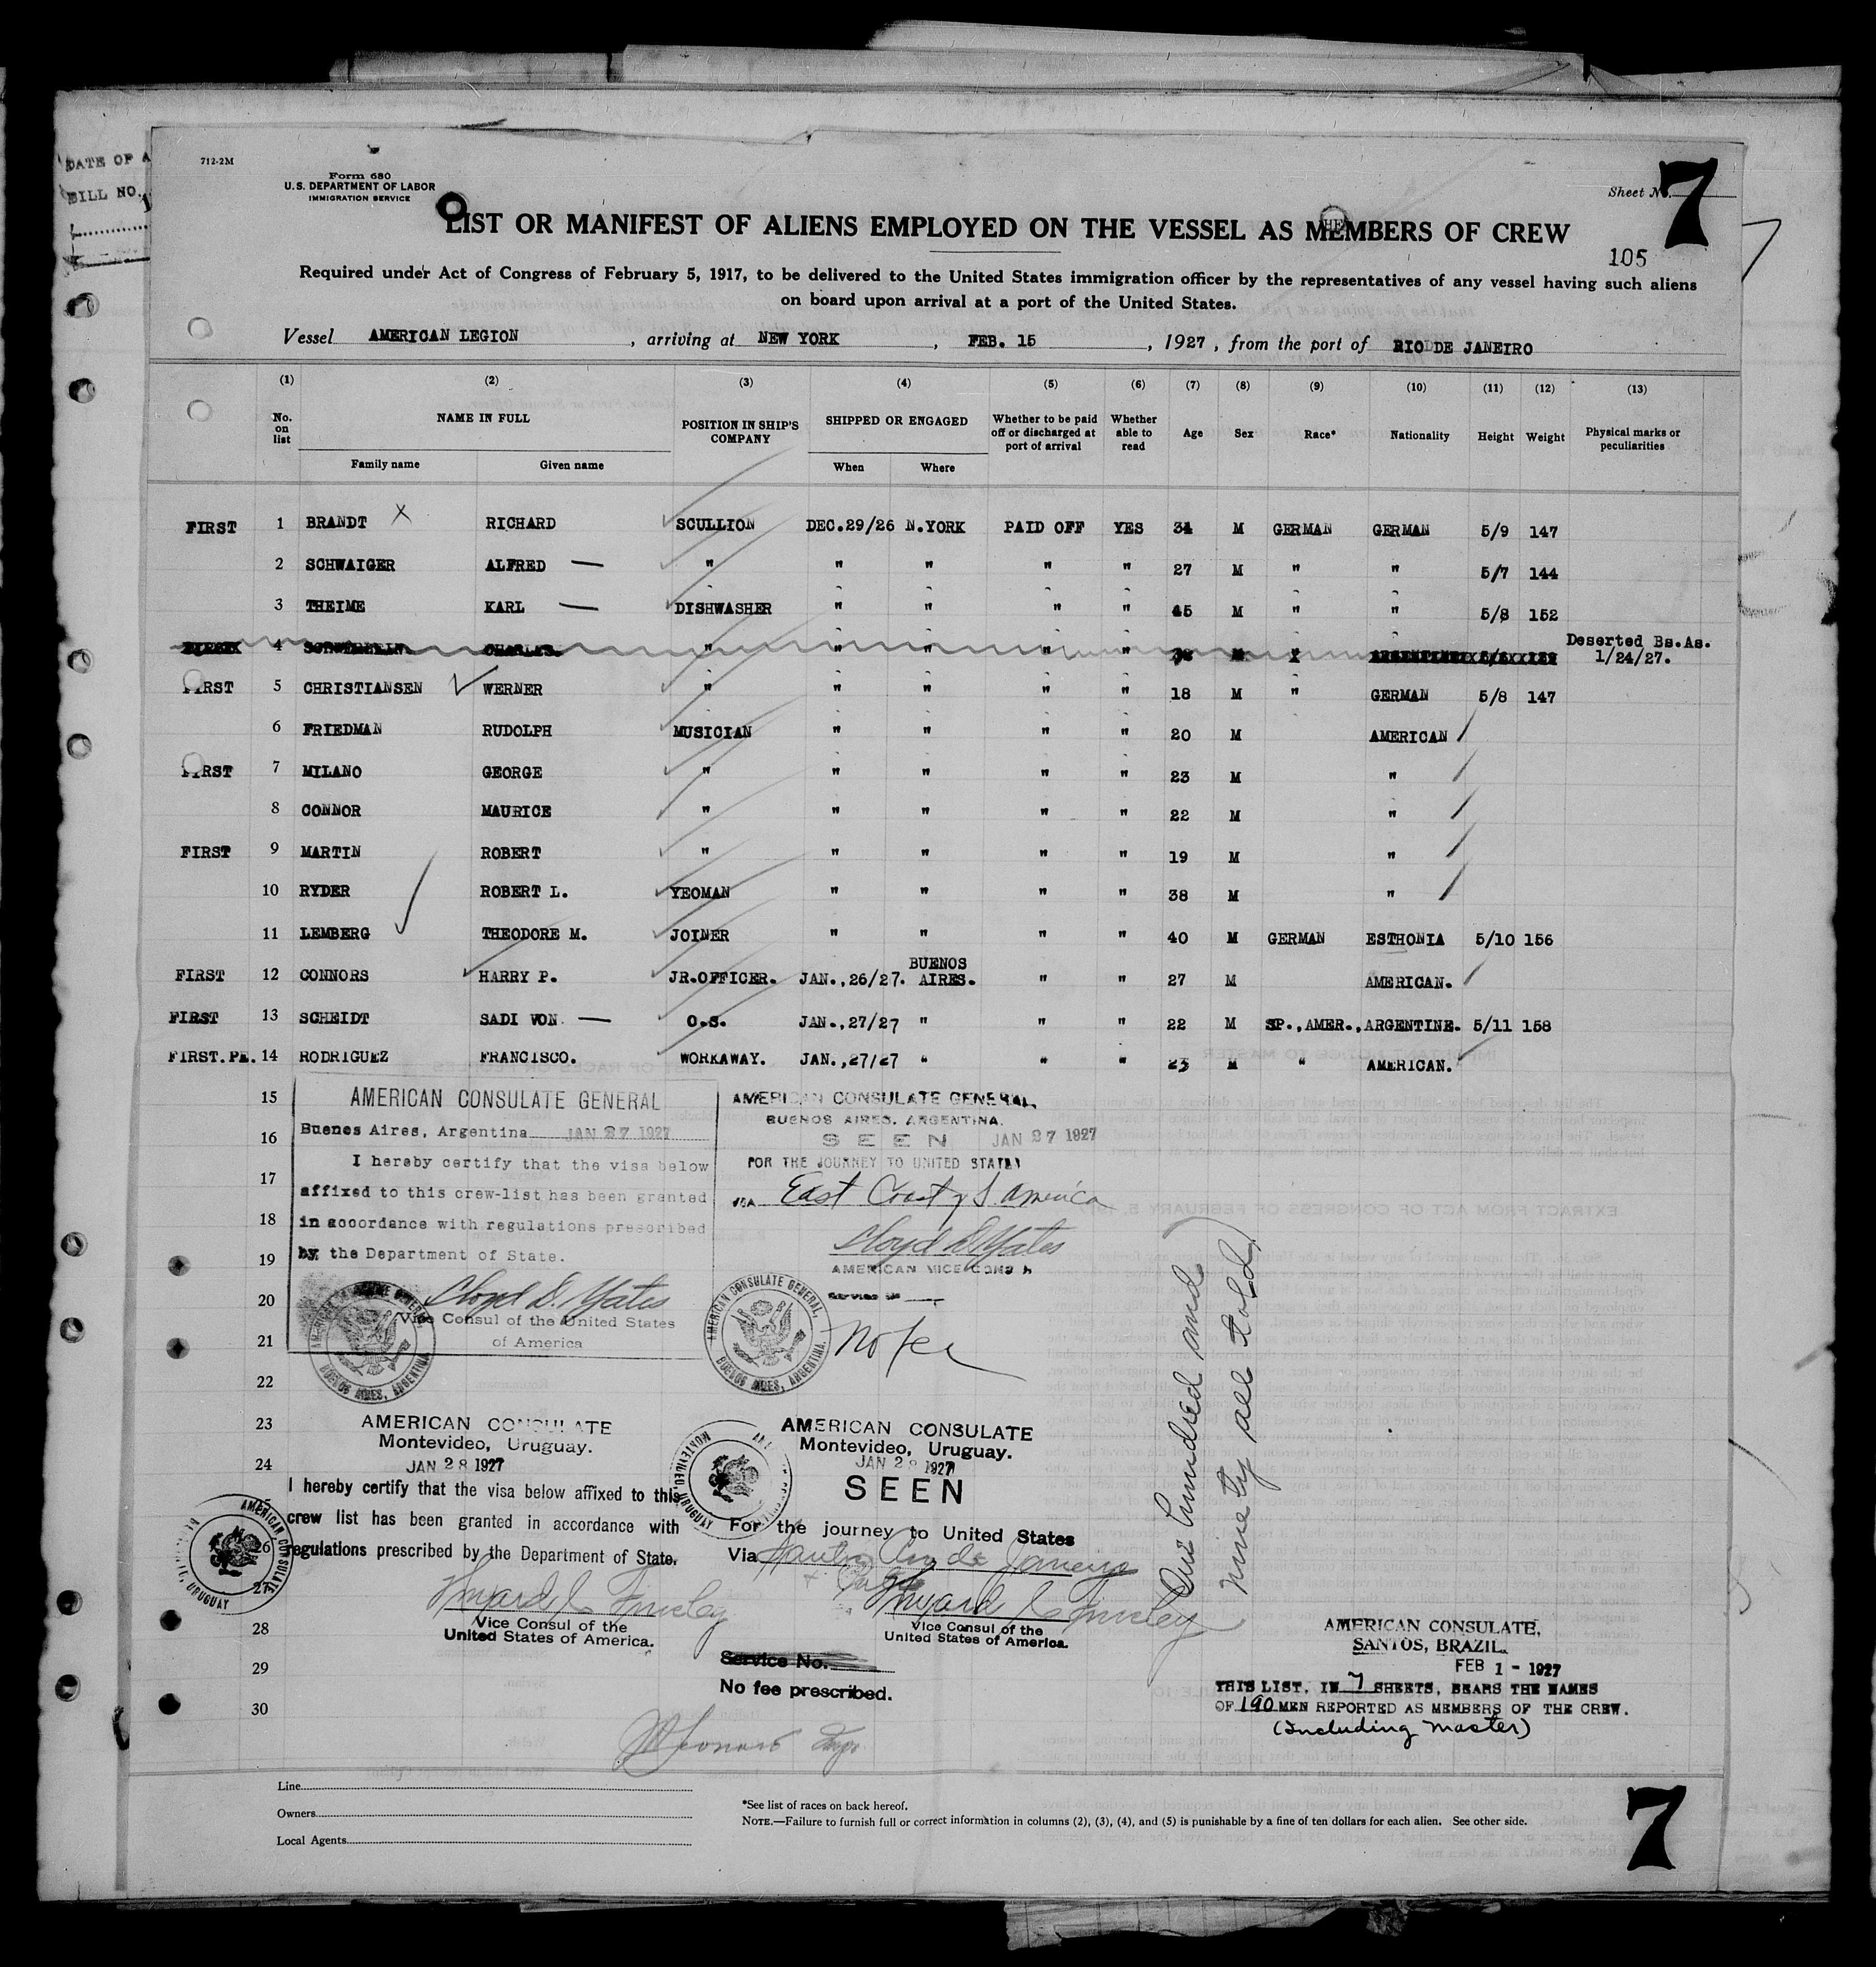 DATE OF A
BILL NO.
712-2M
Form 680
U.S. DEPARTMENT OF LABOR
IMMIGRATION SERVICE
Sheet No. 7
LIST OR MANIFEST OF ALIENS EMPLOYED ON THE VESSEL AS MEMBERS OF CREW
105
Required under Act of Congress of February 5, 1917, to be delivered to the United States immigration officer by the representatives of any vessel having such aliens
on board upon arrival at a port of the United States.
Vessel AMERICAN LEGION , arriving at NEW YORK , FEB. 15 , 1927 , from the port of RIO DE JANEIRO
(1) (2) (3) (4) (5) (6) (7) (8) (9) (10) (11) (12) (13)
No. on list NAME IN FULL POSITION IN SHIP'S COMPANY SHIPPED OR ENGAGED Whether to be paid off or discharged at port of arrival Whether able to read Age Sex Race* Nationality Height Weight Physical marks or peculiarities
Family name Given name When Where
FIRST 1 BRANDT X RICHARD SCULLION DEC.29/26 N.YORK PAID OFF YES 34 M GERMAN GERMAN 5/9 147
2 SCHWAIGER ALFRED — " " " " " 27 M " " 5/7 144
3 THEIME KARL — DISHWASHER " " " " 45 M " " 5/8 152
4 " " " " " Deserted Bs.As.
1/24/27.
FIRST 5 CHRISTIANSEN WERNER " " " " " 18 M " GERMAN 5/8 147
6 FRIEDMAN RUDOLPH MUSICIAN " " " " 20 M AMERICAN
FIRST 7 MILANO GEORGE " " " " " 23 M "
8 CONNOR MAURICE " " " " " 22 M "
FIRST 9 MARTIN ROBERT " " " " " 19 M "
10 RYDER ROBERT L. YEOMAN " " " " 38 M "
11 LEMBERG THEODORE M. JOINER " " " " 40 M GERMAN ESTHONIA 5/10 156
FIRST 12 CONNORS HARRY P. JR.OFFICER. JAN.,26/27. BUENOS AIRES. " " 27 M AMERICAN.
FIRST 13 SCHEIDT SADI VON — O.S. JAN.,27/27 " " " 22 M SP.,AMER., ARGENTINE. 5/11 158
FIRST. 14 RODRIGUEZ FRANCISCO. WORKAWAY. JAN.,27/27 " " " 23 M " AMERICAN.
15
16
17
18
19
20
21
22
23
24
26
27
28
29
30
AMERICAN CONSULATE GENERAL
Buenos Aires, Argentina JAN 27 1927
I hereby certify that the visa below
affixed to this crew-list has been granted
in accordance with regulations prescribed
by the Department of State.
Lloyd D. Yates
Vice Consul of the United States
of America
AMERICAN CONSULATE GENERAL,
BUENOS AIRES, ARGENTINA
AMERICAN CONSULATE GENERAL,
BUENOS AIRES, ARGENTINA.
SEEN JAN 27 1927
FOR THE JOURNEY TO UNITED STATES
VIA East Coast of S. America
Lloyd D. Yates
AMERICAN VICE CONSUL
Service No. —
AMERICAN CONSULATE GENERAL,
BUENOS AIRES, ARGENTINA.
No fee
AMERICAN CONSULATE
Montevideo, Uruguay.
JAN 28 1927
I hereby certify that the visa below affixed to this
crew list has been granted in accordance with
regulations prescribed by the Department of State.
Vice Consul of the
United States of America.
AMERICAN CONSULATE
MONTEVIDEO, URUGUAY
AMERICAN CONSULATE
Montevideo, Uruguay.
JAN 28 1927
SEEN
For the journey to United States
Via Santos Rio de Janeiro
Vice Consul of the
United States of America.
Service No.
No fee prescribed.
One hundred and
ninety all told
AMERICAN CONSULATE,
SANTOS, BRAZIL.
FEB 1 - 1927
THIS LIST, IN 7 SHEETS, BEARS THE NAMES
OF 190 MEN REPORTED AS MEMBERS OF THE CREW.
(Including Master)
Line
Owners
Local Agents
*See list of races on back hereof.
NOTE.—Failure to furnish full or correct information in columns (2), (3), (4), and (5) is punishable by a fine of ten dollars for each alien. See other side.
7